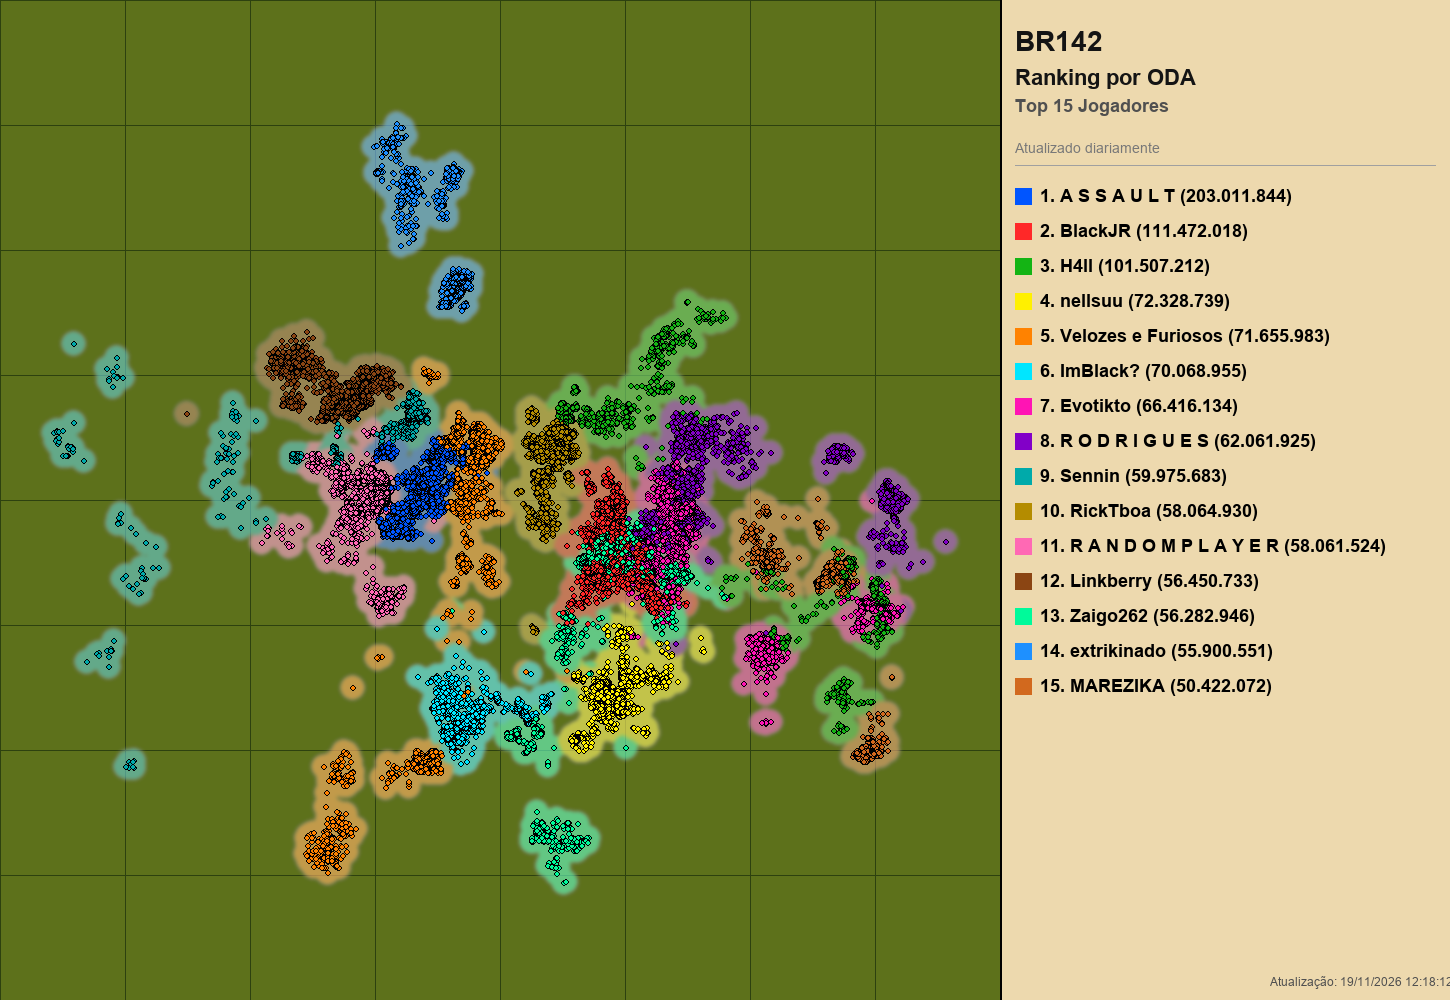 BR142
Ranking por ODA
Top 15 Jogadores
Atualizado diariamente
1. A S S A U L T (203.011.844)
2. BlackJR (111.472.018)
3. H4ll (101.507.212)
4. nellsuu (72.328.739)
5. Velozes e Furiosos (71.655.983)
6. ImBlack? (70.068.955)
7. Evotikto (66.416.134)
8. R O D R I G U E S (62.061.925)
9. Sennin (59.975.683)
10. RickTboa (58.064.930)
11. R A N D O M P L A Y E R (58.061.524)
12. Linkberry (56.450.733)
13. Zaigo262 (56.282.946)
14. extrikinado (55.900.551)
15. MAREZIKA (50.422.072)
Atualização: 19/11/2026 12:18:12